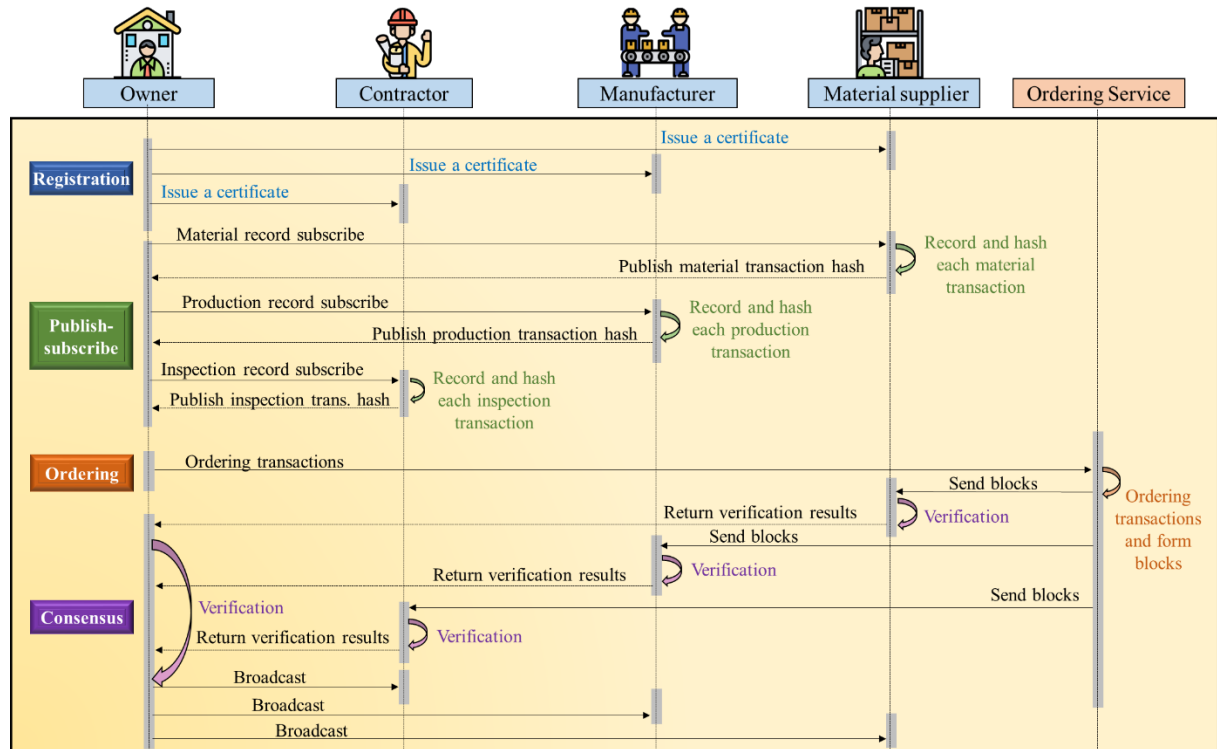 Owner
Contractor
Manufacturer
Material supplier
Ordering Service
Issue a certificate
Issue a certificate
Registration
Issue a certificate
Material record subscribe
Record and hash
each material
transaction
Publish material transaction hash
Production record subscribe
Record and hash
each production
transaction
Publish-
subscribe
Publish production transaction hash
Inspection record subscribe
Record and hash
each inspection
transaction
Publish inspection trans. hash
Ordering
Ordering transactions
Send blocks
Ordering
transactions
and form
blocks
Return verification results
Verification
Send blocks
Return verification results
Verification
Send blocks
Consensus
Verification
Return verification results
Verification
Broadcast
Broadcast
Broadcast